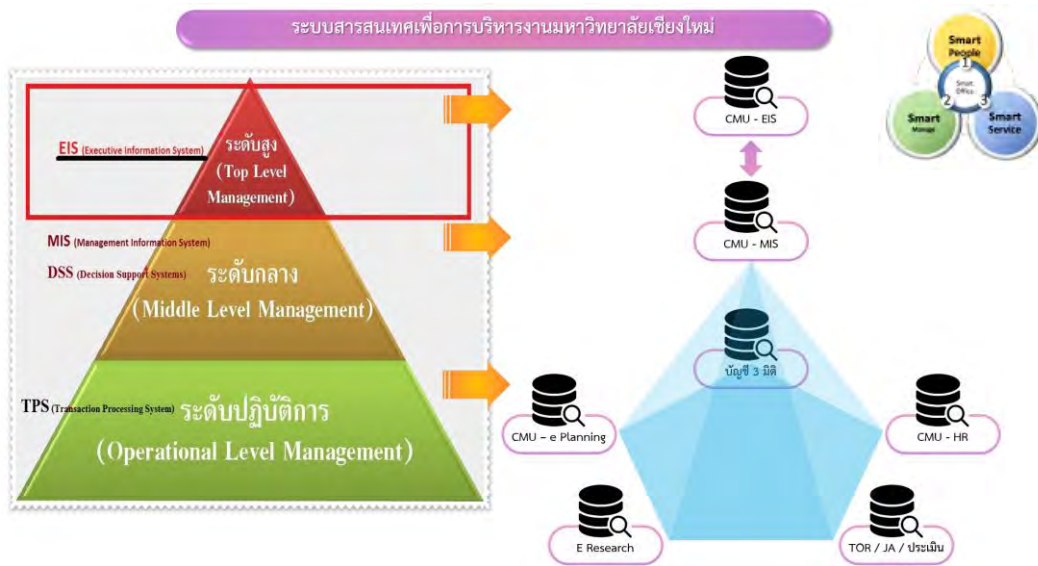 ระบบสารสนเทศเพื่อการบริหารงานมหาวิทยาลัยเชียงใหม่
EIS (Executive Information System)
ระดับสูง
(Top Level
Management)
MIS (Management Information System)
DSS (Decision Support Systems)
ระดับกลาง
(Middle Level Management)
TPS (Transaction Processing System)
ระดับปฏิบัติการ
(Operational Level Management)
CMU - EIS
CMU - MIS
บัญชี 3 มิติ
CMU – e Planning
CMU - HR
E Research
TOR / JA / ประเมิน
Smart
People
1
Smart
Office
2
3
Smart
Manage
Smart
Service